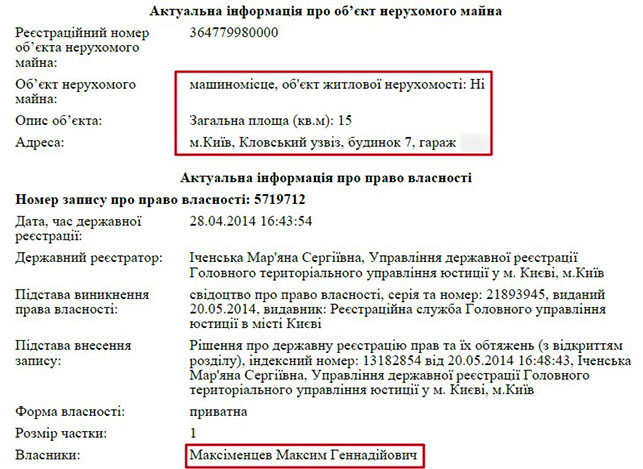 Актуальна інформація про об’єкт нерухомого майна
Реєстраційний номер об’єкта нерухомого майна: 364779980000
Об’єкт нерухомого майна: машиномісце, об'єкт житлової нерухомості: Ні
Опис об’єкта: Загальна площа (кв.м): 15
Адреса: м.Київ, Кловський узвіз, будинок 7, гараж
Актуальна інформація про право власності
Номер запису про право власності: 5719712
Дата, час державної реєстрації: 28.04.2014 16:43:54
Державний реєстратор: Іченська Мар'яна Сергіївна, Управління державної реєстрації
Головного територіального управління юстиції у м. Києві, м.Київ
Підстава виникнення права власності: свідоцтво про право власності, серія та номер: 21893945, виданий
20.05.2014, видавник: Реєстраційна служба Головного управління
юстиції в місті Києві
Підстава внесення запису: Рішення про державну реєстрацію прав та їх обтяжень (з відкриттям
розділу), індексний номер: 13182854 від 20.05.2014 16:48:43, Іченська
Мар'яна Сергіївна, Управління державної реєстрації Головного
територіального управління юстиції у м. Києві, м.Київ
Форма власності: приватна
Розмір частки: 1
Власники: Максіменцев Максим Геннадійович